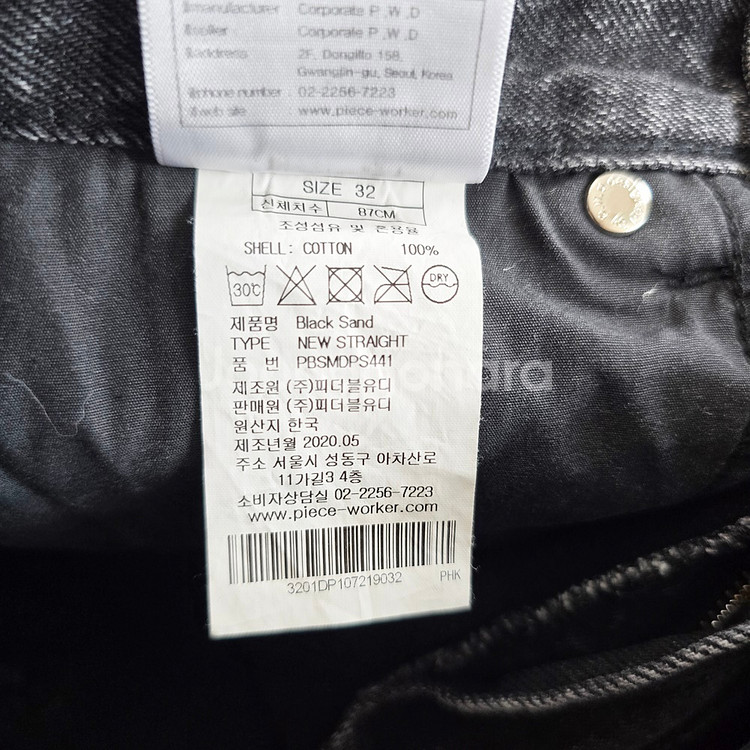 manufacturer Corporate P.W.D
seller Corporate P.W.D
address 2F, Dongilro 158,
Gwangjin-gu, Seoul, Korea
phone number 02-2256-7223
web site www.piece-worker.com
SIZE 32
신체치수 87CM
조성섬유 및 혼용율
SHELL: COTTON 100%
30℃ DRY
제품명 Black Sand
TYPE NEW STRAIGHT
품 번 PBSMDPS441
제조원 (주)피더블유디
판매원 (주)피더블유디
원산지 한국
제조년월 2020.05
주소 서울시 성동구 아차산로
11가길3 4층
소비자상담실 02-2256-7223
www.piece-worker.com
3201DP107219032 PHK